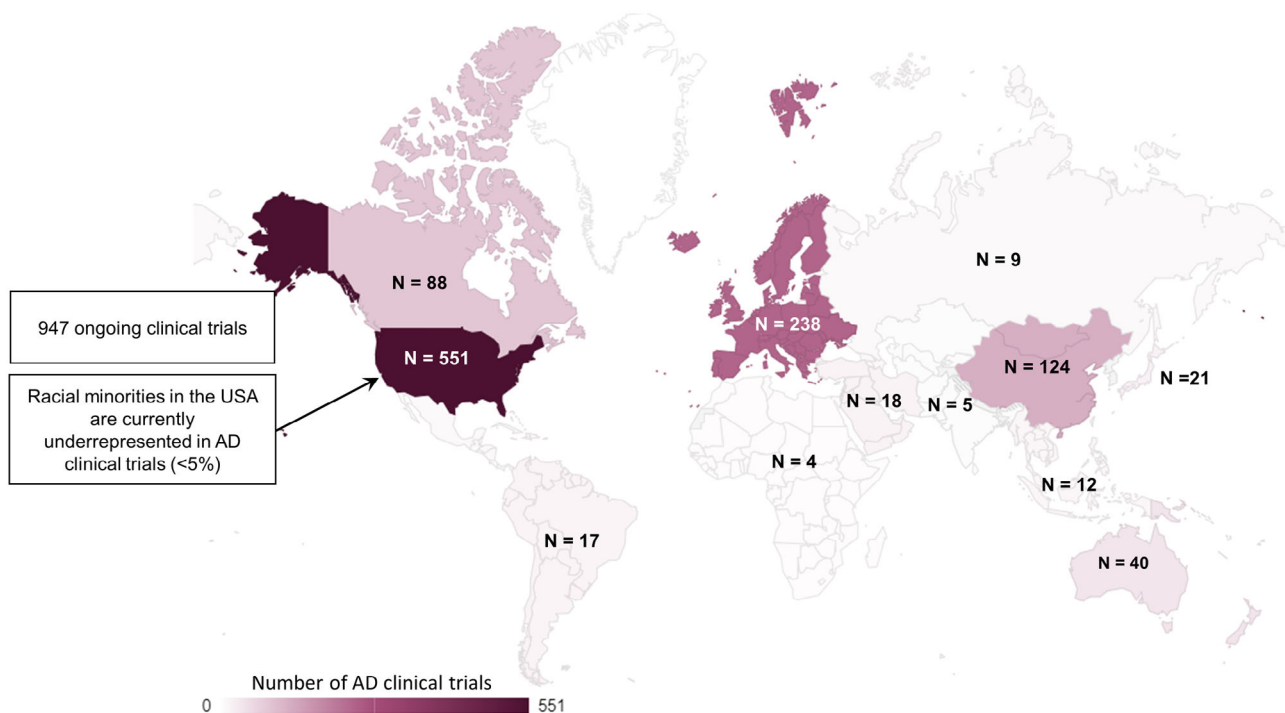 N = 88
N = 9
947 ongoing clinical trials
N = 238
N = 551
N = 124
N =21
Racial minorities in the USA
are currently
underrepresented in AD
clinical trials (<5%)
N = 18
N = 5
N = 4
N = 12
N = 17
N = 40
Number of AD clinical trials
0
551